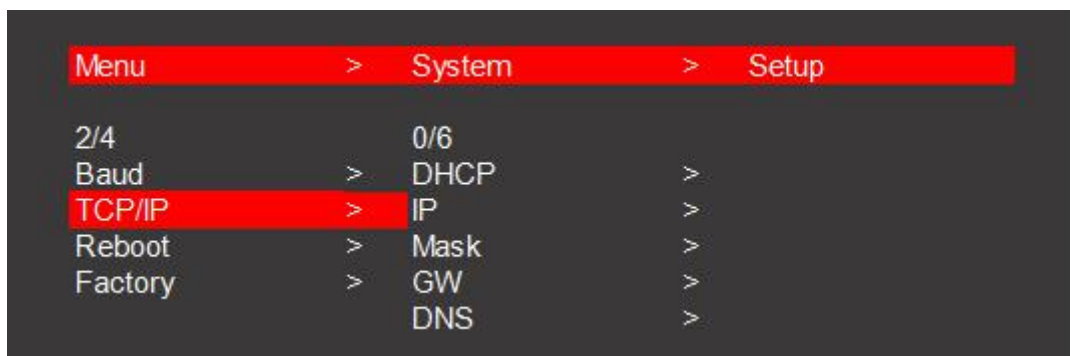 Menu > System > Setup
2/4 0/6
Baud > DHCP >
TCP/IP > IP >
Reboot > Mask >
Factory > GW >
DNS >